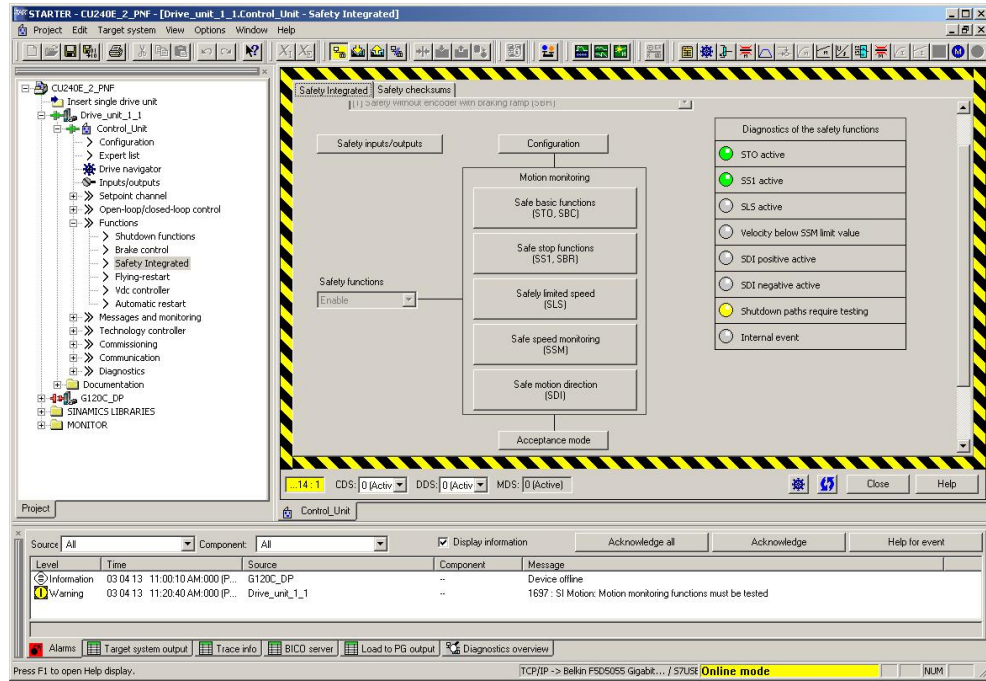 STARTER - CU240E_2_PNF - [Drive_unit_1_1.Control_Unit - Safety Integrated]
Project Edit Target system View Options Window Help
CU240E_2_PNF
Insert single drive unit
Drive_unit_1_1
Control_Unit
Configuration
Expert list
Drive navigator
Inputs/outputs
Setpoint channel
Open-loop/closed-loop control
Functions
Shutdown functions
Brake control
Safety Integrated
Flying-restart
Vdc controller
Automatic restart
Messages and monitoring
Technology controller
Commissioning
Communication
Diagnostics
Documentation
G120C_DP
SINAMICS LIBRARIES
MONITOR
Project
Safety Integrated Safety checksums
[1] Safety without encoder with braking ramp (SBR)
Safety inputs/outputs
Configuration
Motion monitoring
Safe basic functions
(STO, SBC)
Safe stop functions
(SS1, SBR)
Safety functions
Enable
Safely limited speed
(SLS)
Safe speed monitoring
(SSM)
Safe motion direction
(SDI)
Acceptance mode
Diagnostics of the safety functions
STO active
SS1 active
SLS active
Velocity below SSM limit value
SDI positive active
SDI negative active
Shutdown paths require testing
Internal event
...14 : 1 CDS: 0 (Activ DDS: 0 (Activ MDS: 0 (Active) Close Help
Control_Unit
Source All Component: All Display information Acknowledge all Acknowledge Help for event
Level Time Source Component Message
Information 03 04 13 11:00:10 AM:000 (P... G120C_DP -- Device offline
Warning 03 04 13 11:20:40 AM:000 (P... Drive_unit_1_1 -- 1697 : SI Motion: Motion monitoring functions must be tested
Alarms Target system output Trace info BICO server Load to PG output Diagnostics overview
Press F1 to open Help display. TCP/IP -> Belkin F5D5055 Gigabit... / S7USE Online mode NUM